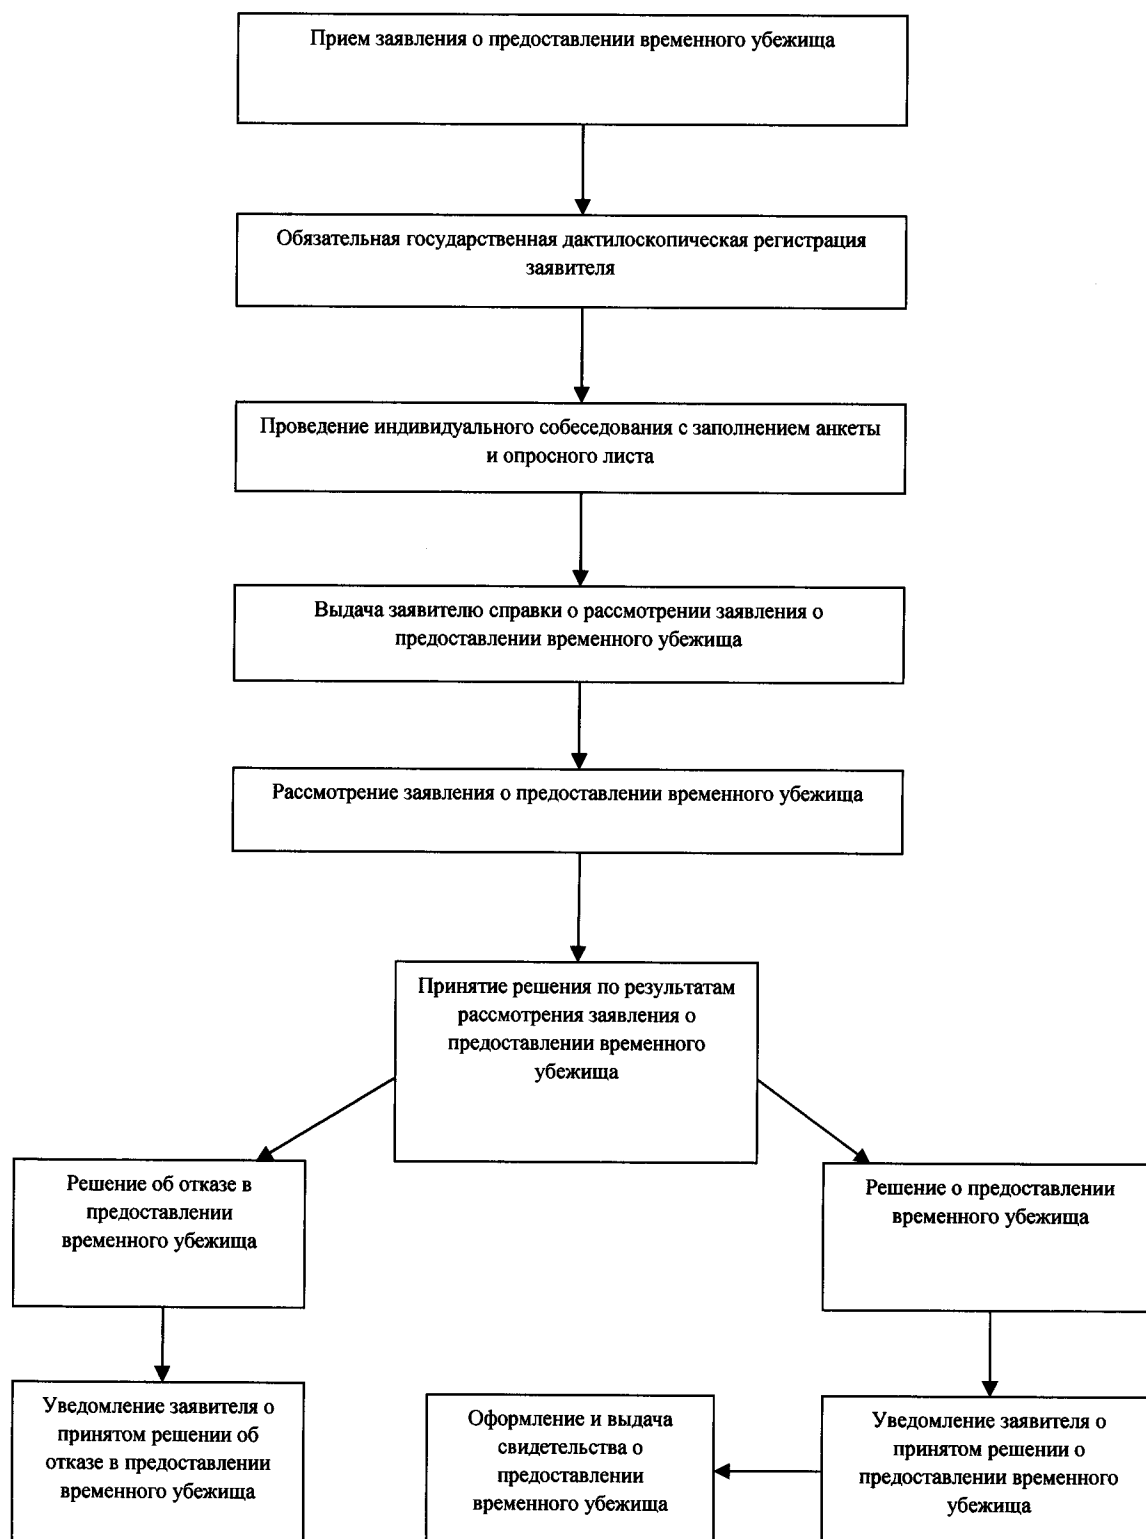 Прием заявления о предоставлении временного убежища
Обязательная государственная дактилоскопическая регистрация
заявителя
Проведение индивидуального собеседования с заполнением анкеты
и опросного листа
Выдача заявителю справки о рассмотрении заявления о
предоставлении временного убежища
Рассмотрение заявления о предоставлении временного убежища
Принятие решения по результатам
рассмотрения заявления о
предоставлении временного
убежища
Решение об отказе в
предоставлении
временного убежища
Решение о предоставлении
временного убежища
Уведомление заявителя о
принятом решении об
отказе в предоставлении
временного убежища
Оформление и выдача
свидетельства о
предоставлении
временного убежища
Уведомление заявителя о
принятом решении о
предоставлении временного
убежища